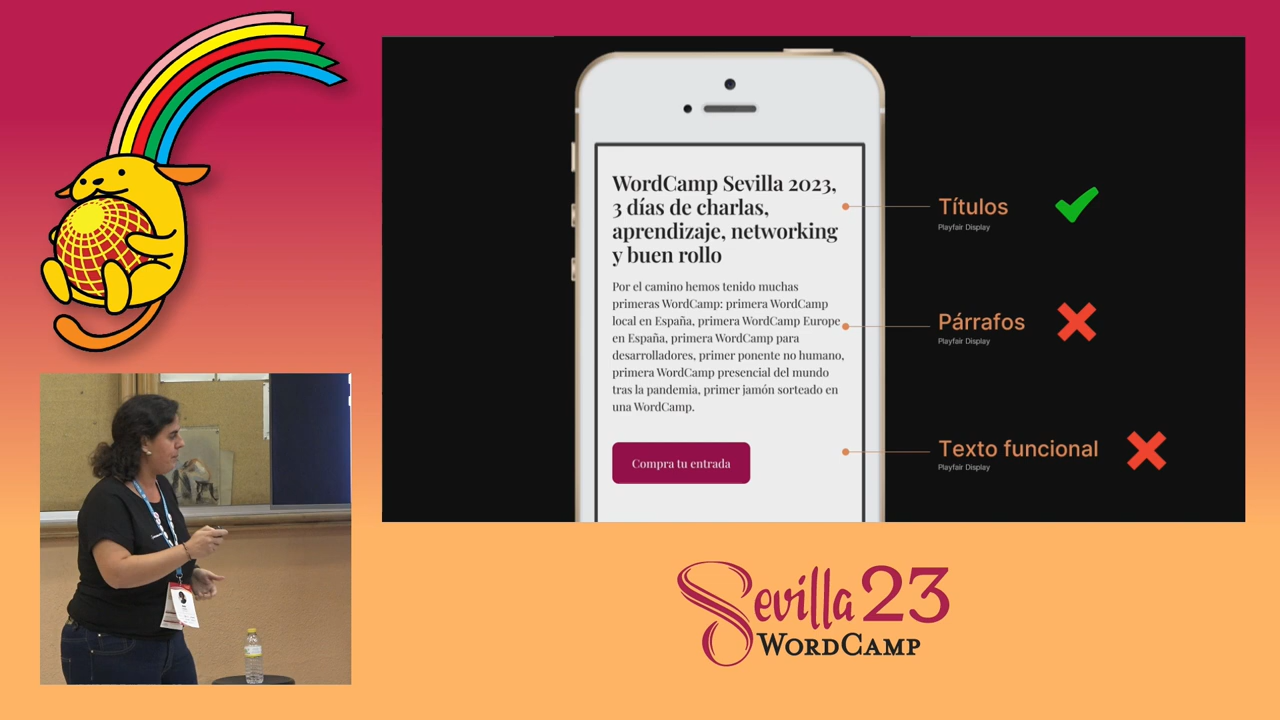 WordCamp Sevilla 2023,
3 días de charlas,
aprendizaje, networking
y buen rollo
Por el camino hemos tenido muchas
primeras WordCamp: primera WordCamp
local en España, primera WordCamp Europe
en España, primera WordCamp para
desarrolladores, primer ponente no humano,
primera WordCamp presencial del mundo
tras la pandemia, primer jamón sorteado en
una WordCamp.
Compra tu entrada
Títulos
Playfair Display
Párrafos
Playfair Display
Texto funcional
Playfair Display
Sevilla 23
WORDCAMP